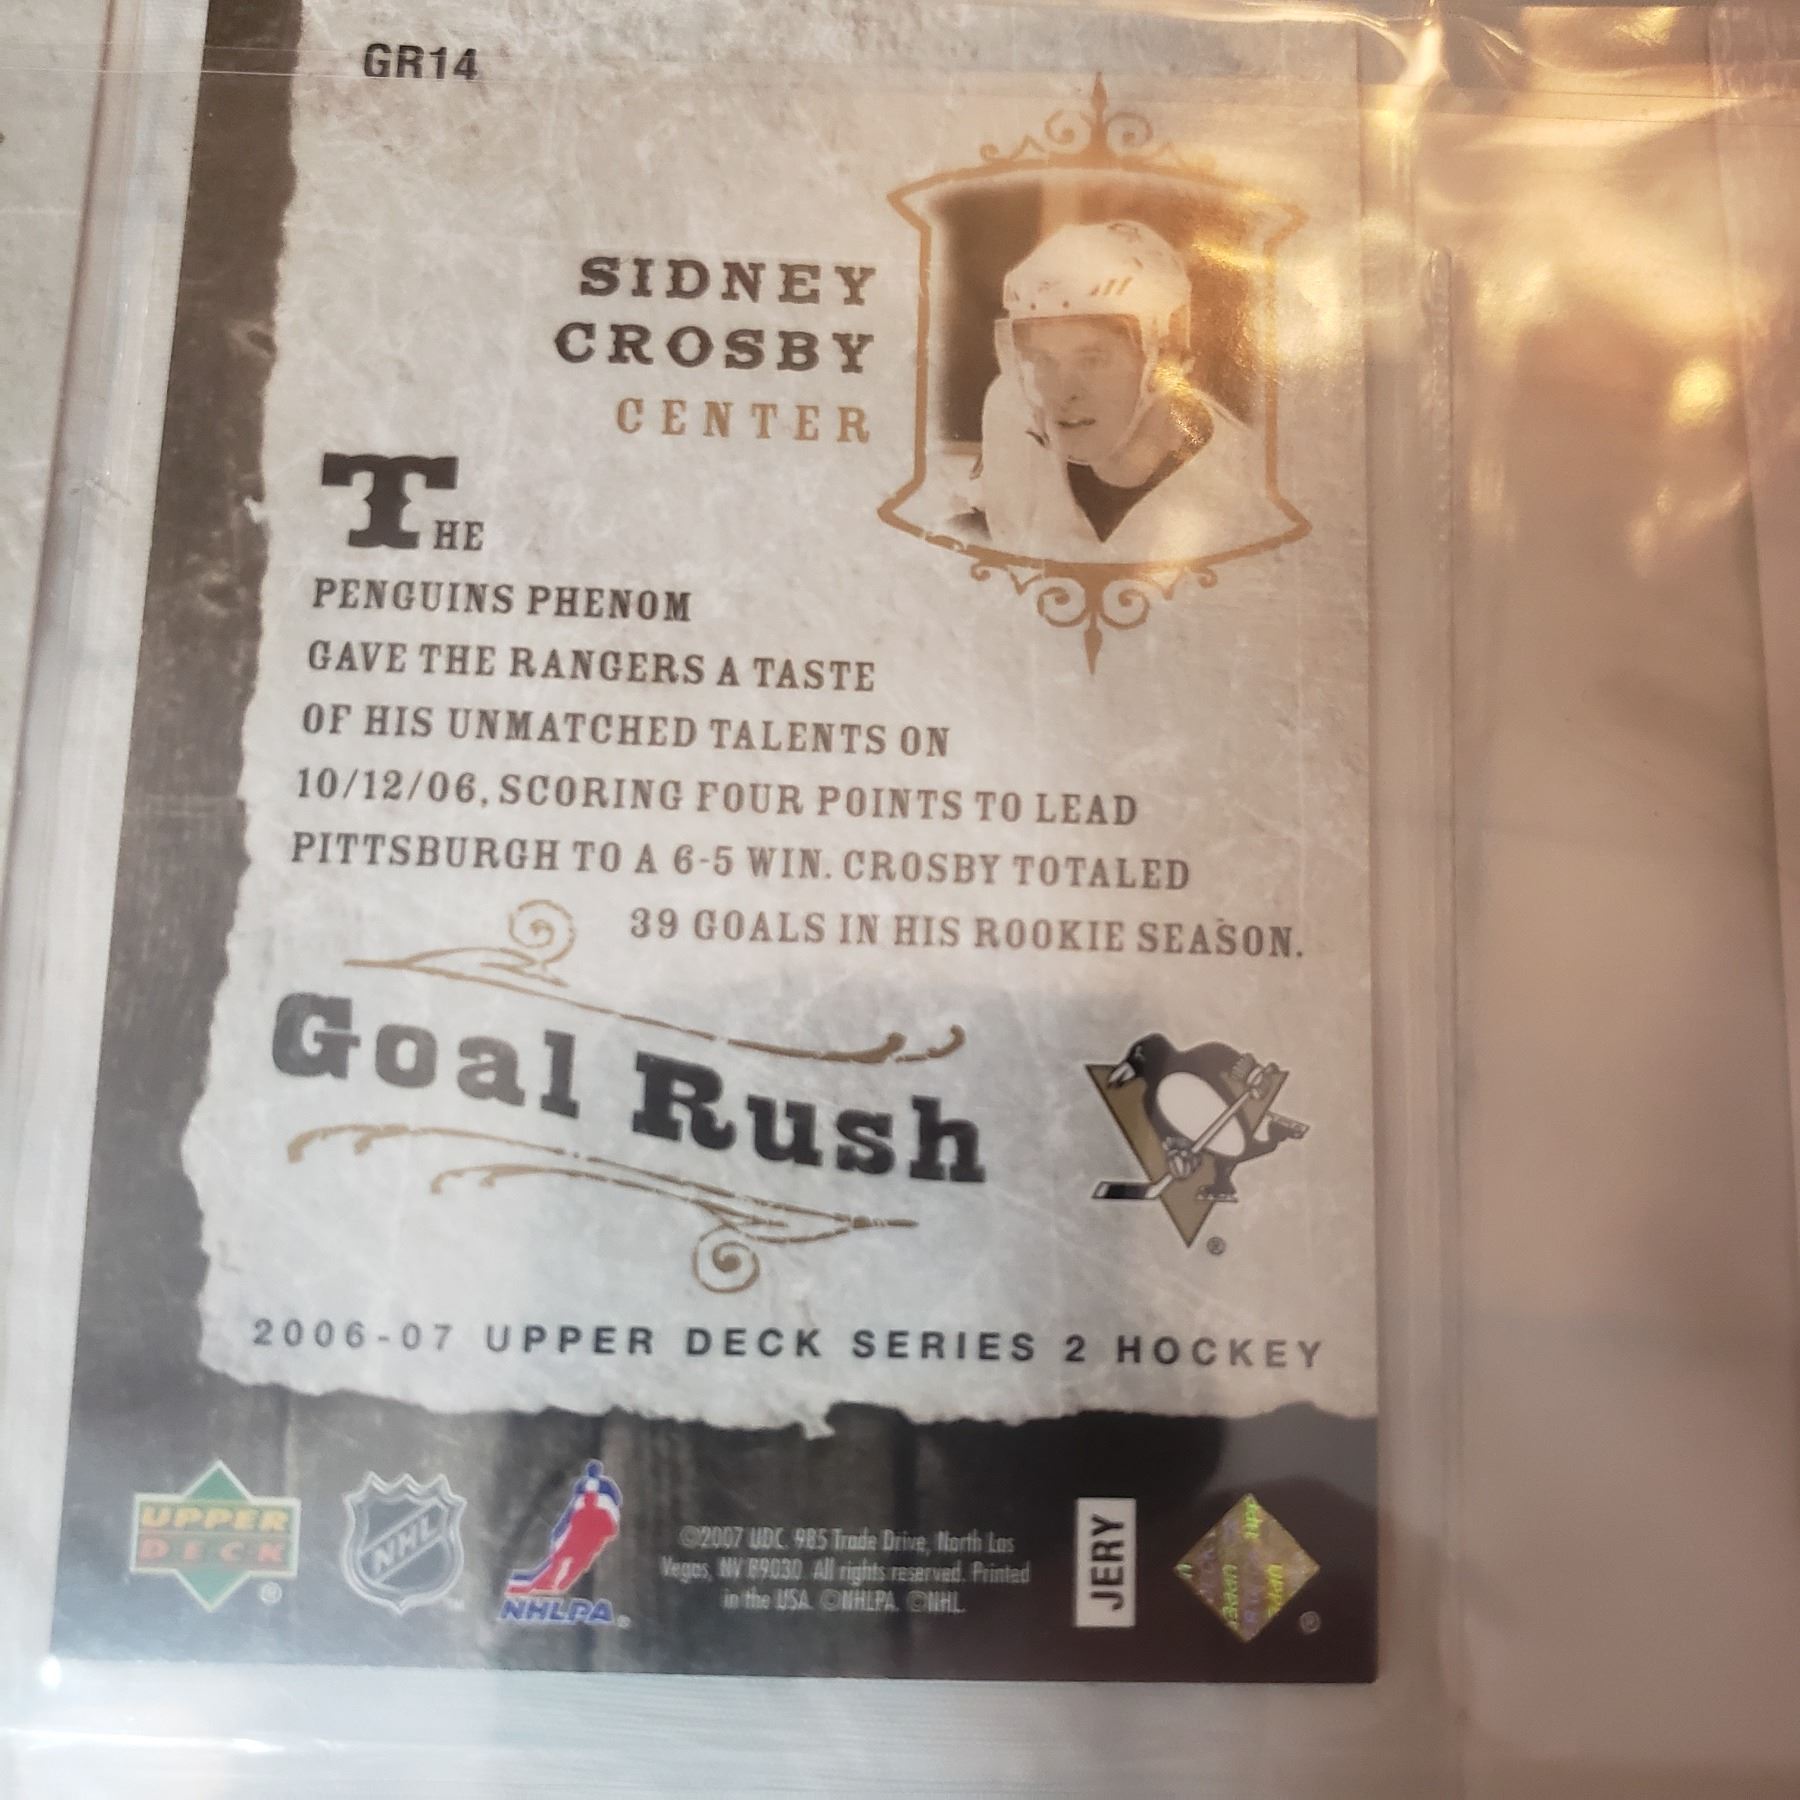 GR14
SIDNEY
CROSBY
CENTER
THE
PENGUINS PHENOM
GAVE THE RANGERS A TASTE
OF HIS UNMATCHED TALENTS ON
10/12/06, SCORING FOUR POINTS TO LEAD
PITTSBURGH TO A 6-5 WIN. CROSBY TOTALED
39 GOALS IN HIS ROOKIE SEASON.
Goal Rush
®
2006-07 UPPER DECK SERIES 2 HOCKEY
UPPER
DECK
®
NHL
NHLPA®
©2007 UDC. 985 Trade Drive, North Las
Vegas, NV 89030. All rights reserved. Printed
in the USA. ©NHLPA. ©NHL.
JERY
®